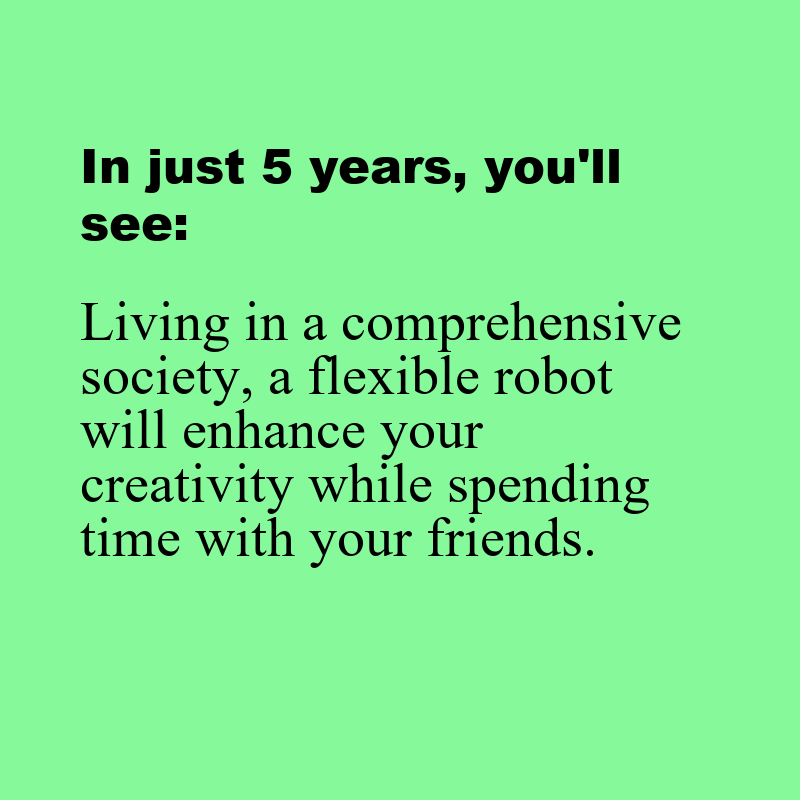 In just 5 years, you'll
see:
Living in a comprehensive
society, a flexible robot
will enhance your
creativity while spending
time with your friends.